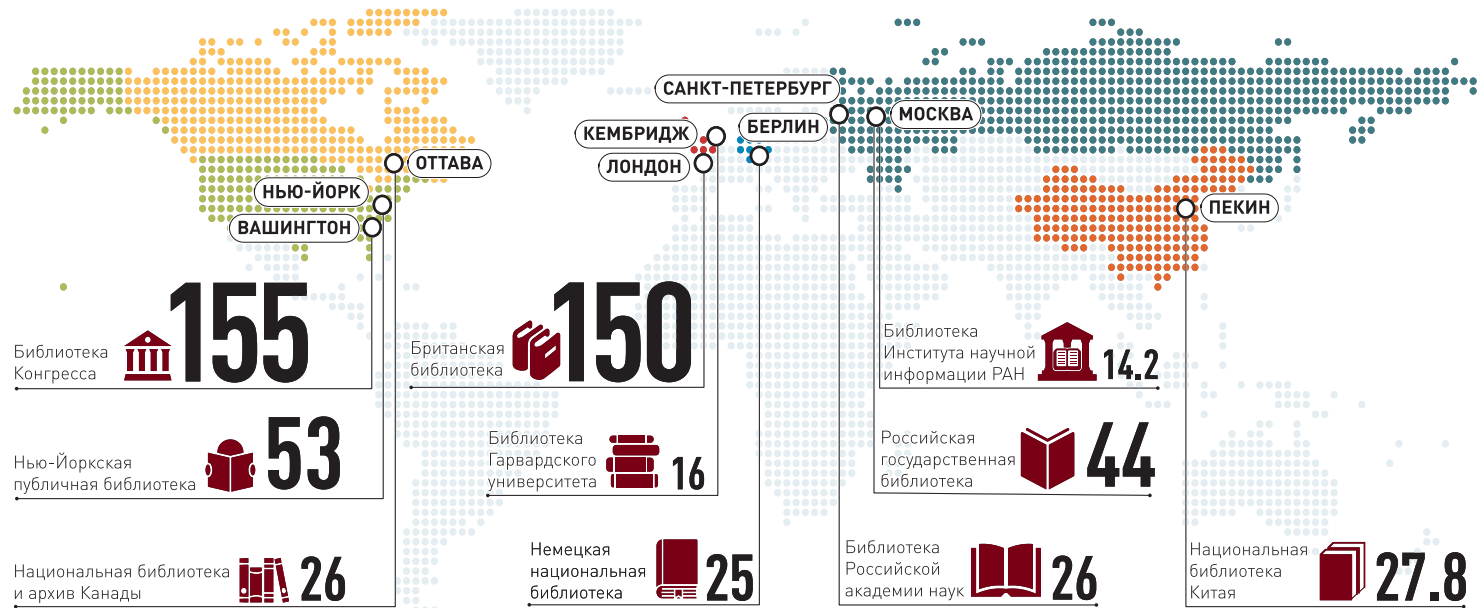 САНКТ-ПЕТЕРБУРГ
МОСКВА
КЕМБРИДЖ
БЕРЛИН
ЛОНДОН
ОТТАВА
НЬЮ-ЙОРК
ВАШИНГТОН
ПЕКИН
Библиотека
Конгресса
155
Британская
библиотека
150
Библиотека
Института научной
информации РАН
14.2
Нью-Йоркская
публичная библиотека
53
Библиотека
Гарвардского
университета
16
Российская
государственная
библиотека
44
Национальная библиотека
и архив Канады
26
Немецкая
национальная
библиотека
25
Библиотека
Российской
академии наук
26
Национальная
библиотека
Китая
27.8